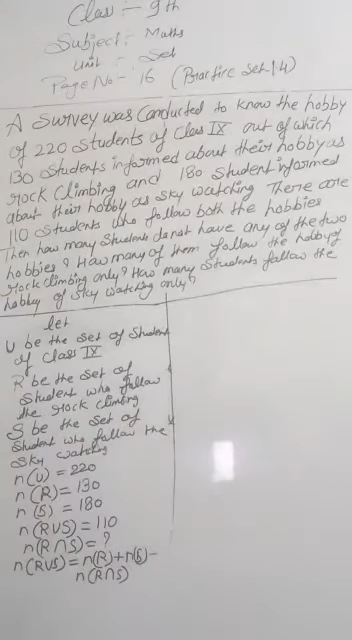 Class :- 9th
Subject:- Maths
Unit :- Set
Page No - 16 (Practice Set 1.4)
A Survey was Conducted to know the hobby
of 220 Students of Class IX out of which
130 Students informed about their hobby as
rock Climbing and 180 Student informed
about their hobby as sky watching There are
110 Students who follow both the hobbies
Then how many Students do not have any of the two
hobbies ? How many of them follow the hobby of
rock climbing only? How many Students follow the
hobby of sky watching only?
let
U be the Set of Student
of Class IX
R be the set of
Student who follow
the rock climbing
S be the set of
Student who follow the
Sky watching
n(U) = 220
n(R) = 130
n(S) = 180
n(R∪S) = 110
n(R∩S) = ?
n(R∪S) = n(R)+n(S)-
n(R∩S)